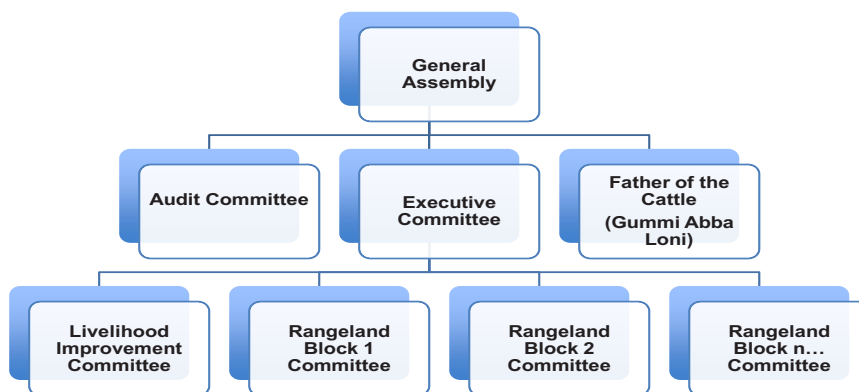 General
Assembly
Audit Committee
Executive
Committee
Father of the
Cattle
(Gummi Abba
Loni)
Livelihood
Improvement
Committee
Rangeland
Block 1
Committee
Rangeland
Block 2
Committee
Rangeland
Block n...
Committee